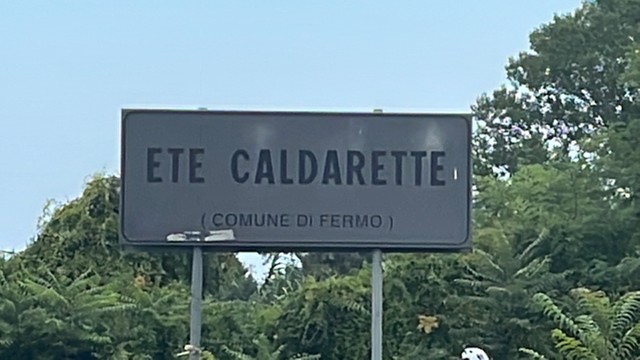 ETE CALDARETTE
( COMUNE DI FERMO )